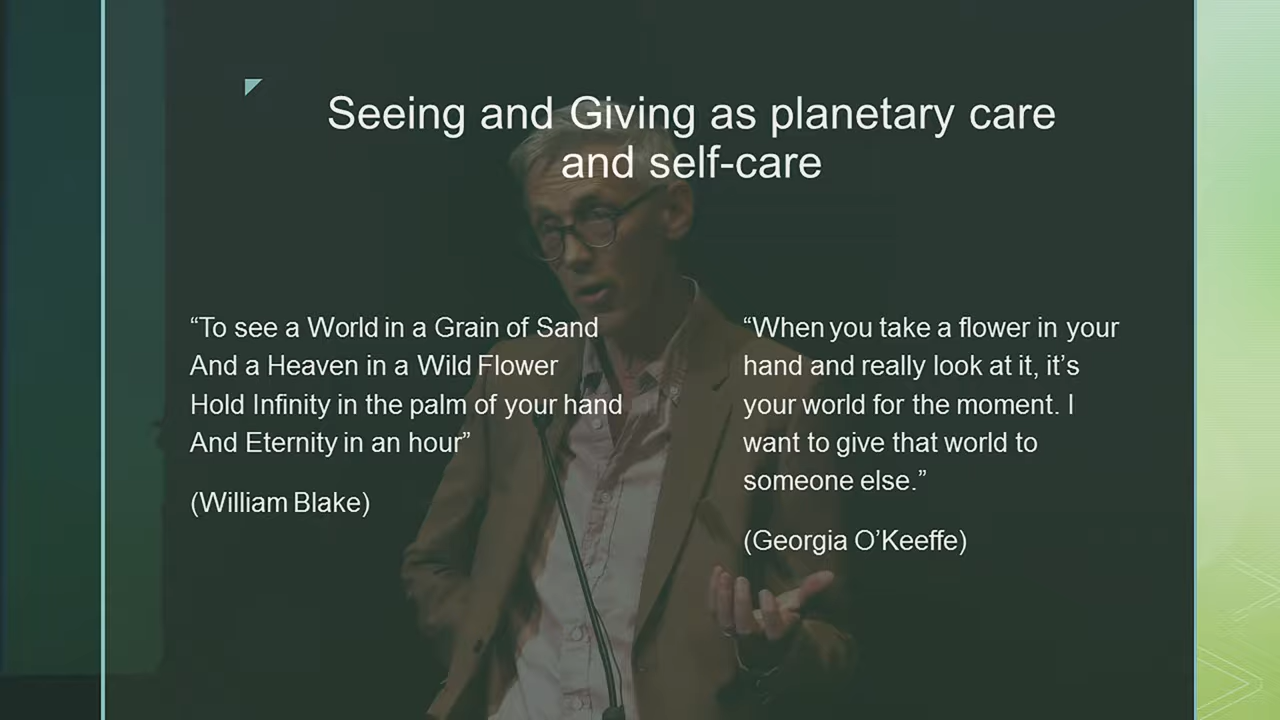 Seeing and Giving as planetary care
and self-care
“To see a World in a Grain of Sand
And a Heaven in a Wild Flower
Hold Infinity in the palm of your hand
And Eternity in an hour”
(William Blake)
“When you take a flower in your
hand and really look at it, it’s
your world for the moment. I
want to give that world to
someone else.”
(Georgia O’Keeffe)